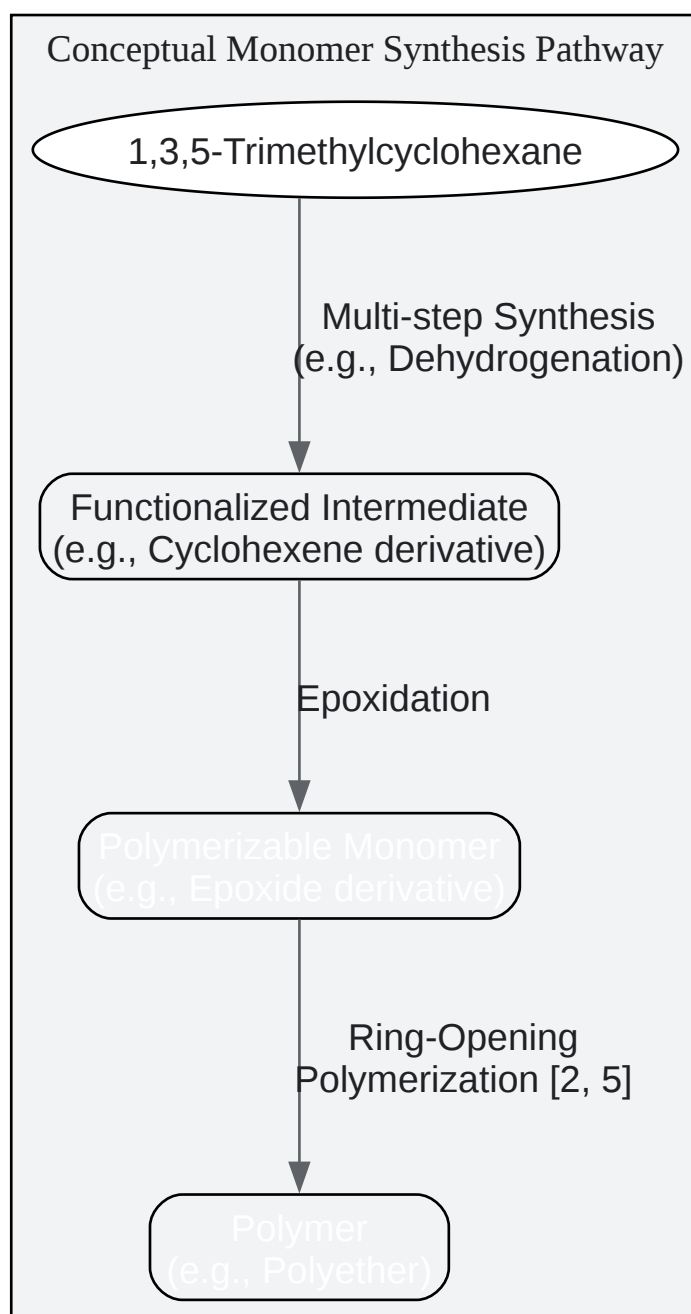 Conceptual Monomer Synthesis Pathway
1,3,5-Trimethylcyclohexane
Multi-step Synthesis
(e.g., Dehydrogenation)
Functionalized Intermediate
(e.g., Cyclohexene derivative)
Epoxidation
Polymerizable Monomer
(e.g., Epoxide derivative)
Ring-Opening
Polymerization [2, 5]
Polymer
(e.g., Polyether)